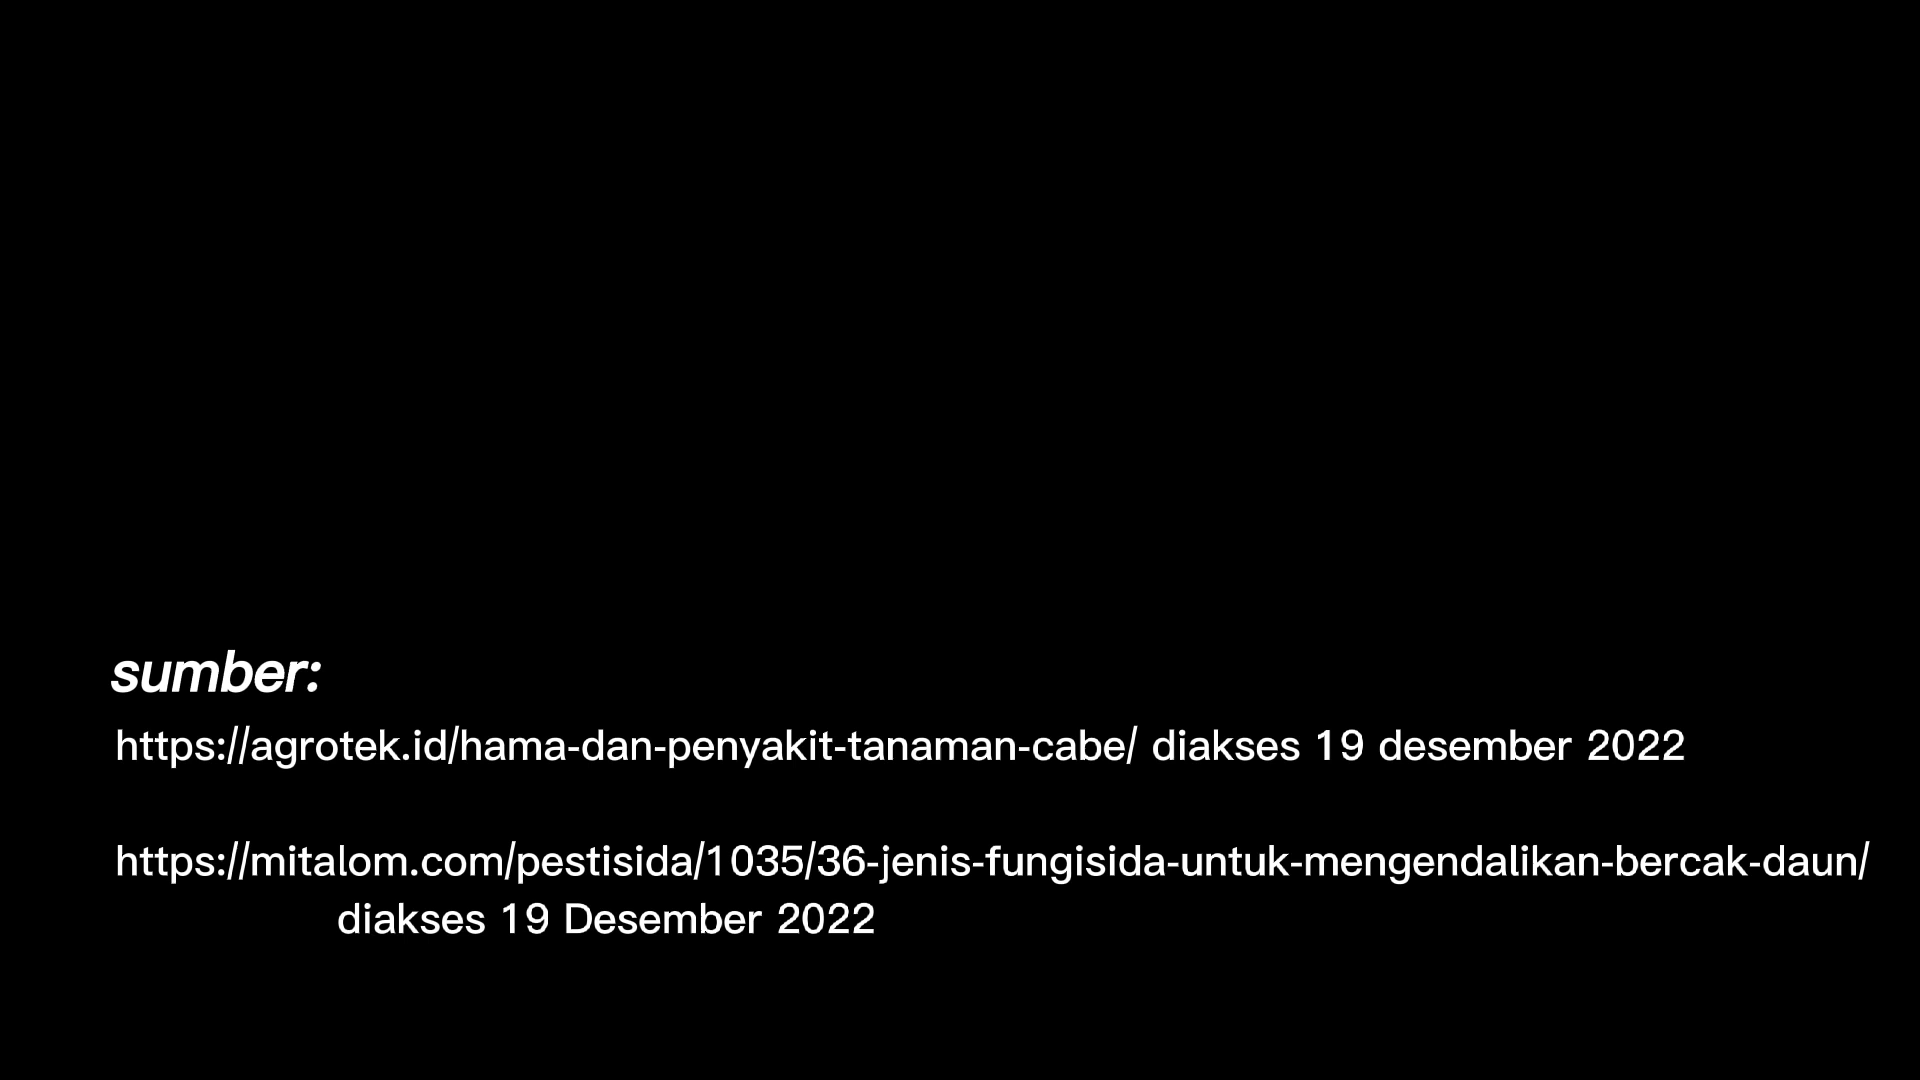 sumber:
https://agrotek.id/hama-dan-penyakit-tanaman-cabe/ diakses 19 desember 2022
https://mitalom.com/pestisida/1035/36-jenis-fungisida-untuk-mengendalikan-bercak-daun/
diakses 19 Desember 2022